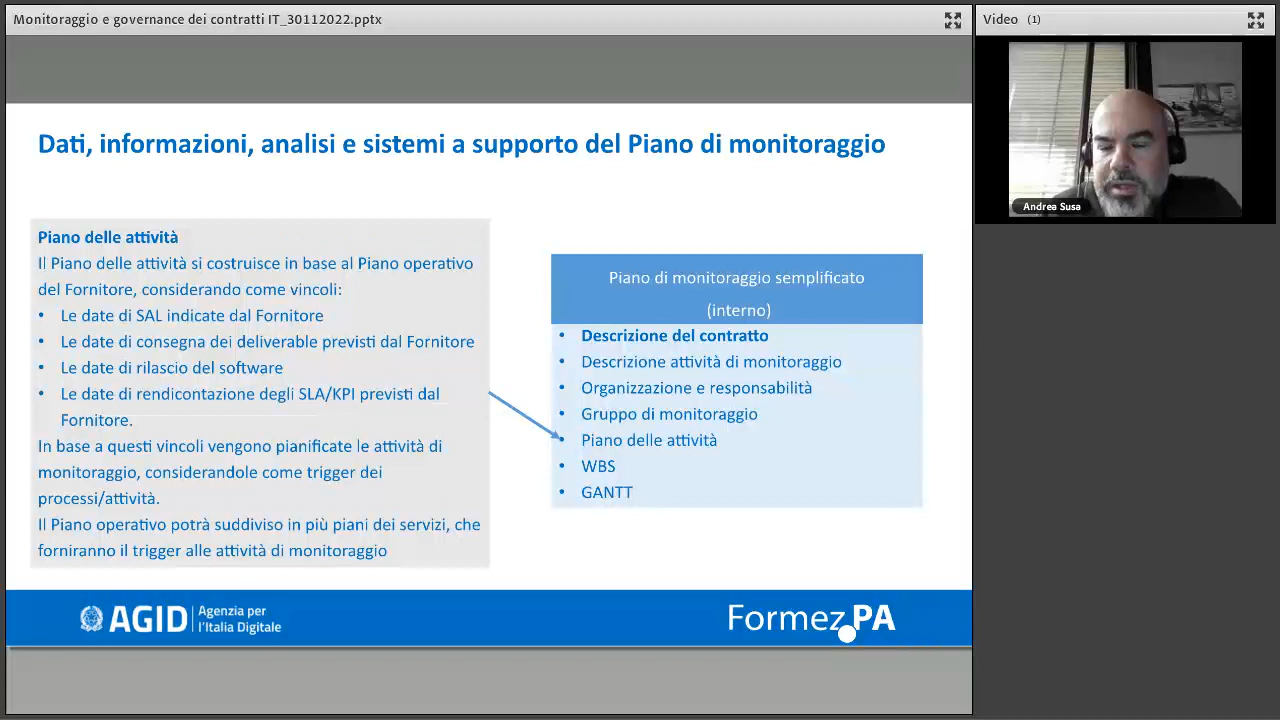 Monitoraggio e governance dei contratti IT_30112022.pptx
Video (1)
Andrea Susa
Dati, informazioni, analisi e sistemi a supporto del Piano di monitoraggio
Piano delle attività
Il Piano delle attività si costruisce in base al Piano operativo
del Fornitore, considerando come vincoli:
• Le date di SAL indicate dal Fornitore
• Le date di consegna dei deliverable previsti dal Fornitore
• Le date di rilascio del software
• Le date di rendicontazione degli SLA/KPI previsti dal
Fornitore.
In base a questi vincoli vengono pianificate le attività di
monitoraggio, considerandole come trigger dei
processi/attività.
Il Piano operativo potrà suddiviso in più piani dei servizi, che
forniranno il trigger alle attività di monitoraggio
Piano di monitoraggio semplificato
(interno)
• Descrizione del contratto
• Descrizione attività di monitoraggio
• Organizzazione e responsabilità
• Gruppo di monitoraggio
• Piano delle attività
• WBS
• GANTT
AGID
Agenzia per
l'Italia Digitale
Formez PA